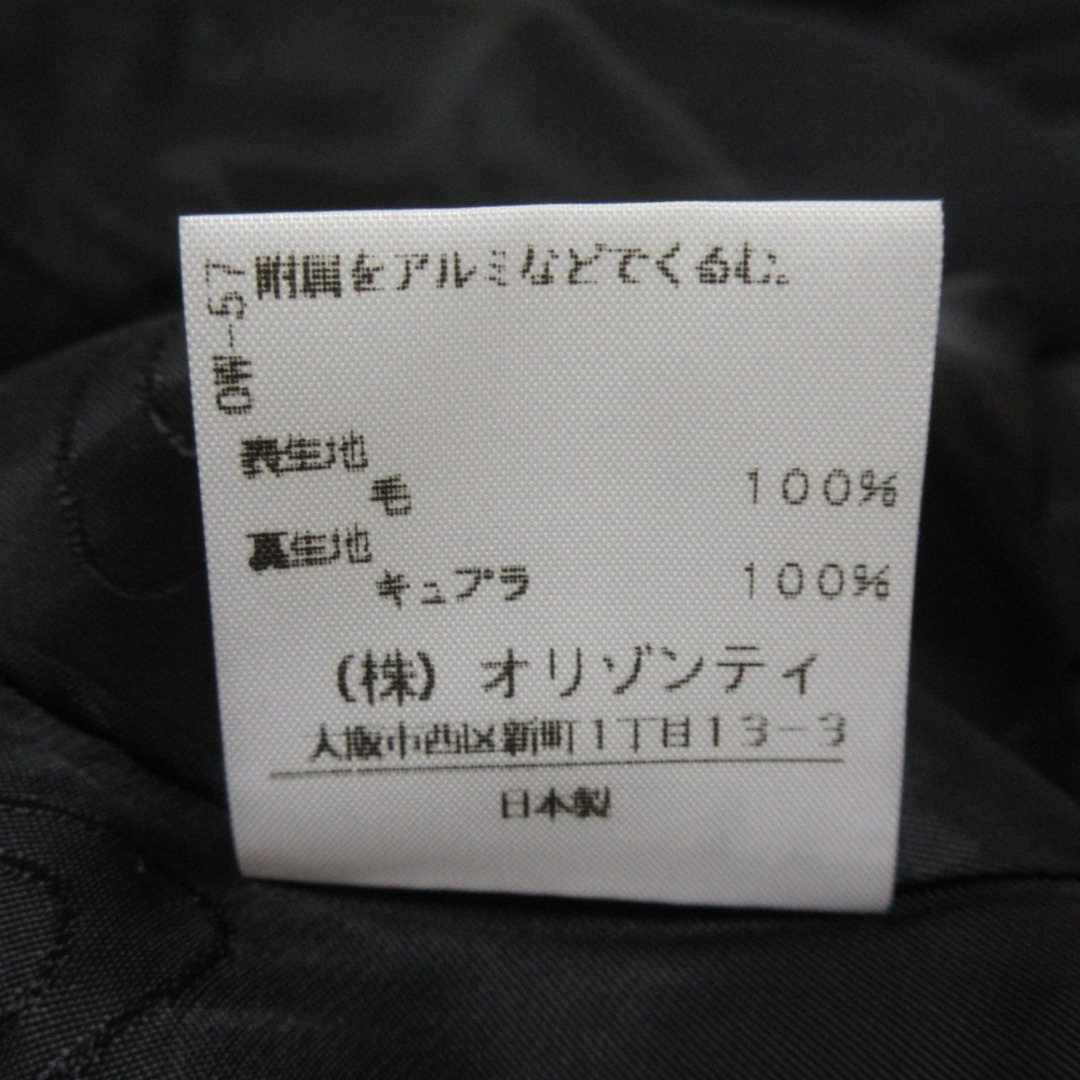 附属をアルミなどでくるむ。
OW-57
表生地
毛 100%
裏生地
キュプラ 100%
(株) オリゾンティ
大阪市西区新町1丁目13-3
日本製